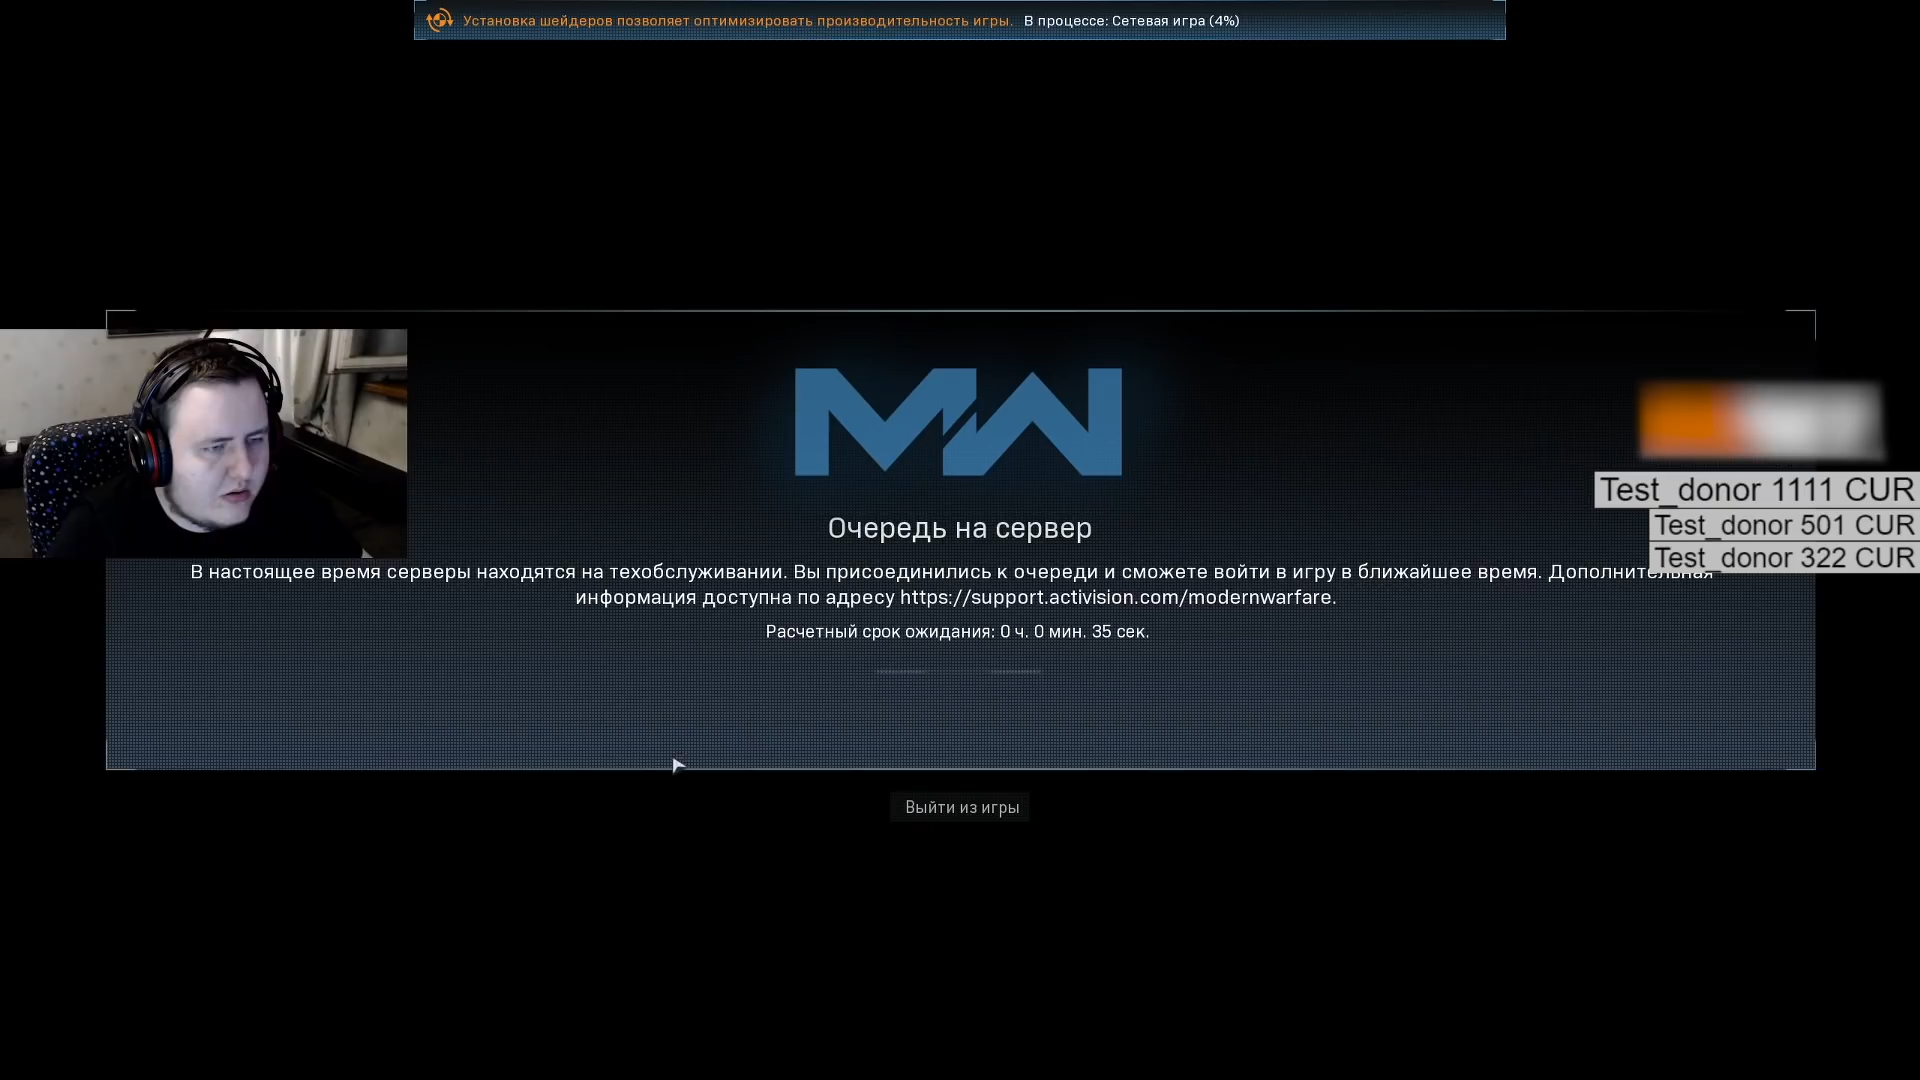 Установка шейдеров позволяет оптимизировать производительность игры. В процессе: Сетевая игра (4%)
MW
Очередь на сервер
Test_donor 1111 CUR
Test_donor 501 CUR
Test_donor 322 CUR
В настоящее время серверы находятся на техобслуживании. Вы присоединились к очереди и сможете войти в игру в ближайшее время. Дополнительная
информация доступна по адресу https://support.activision.com/modernwarfare.
Расчетный срок ожидания: 0 ч. 0 мин. 35 сек.
Выйти из игры